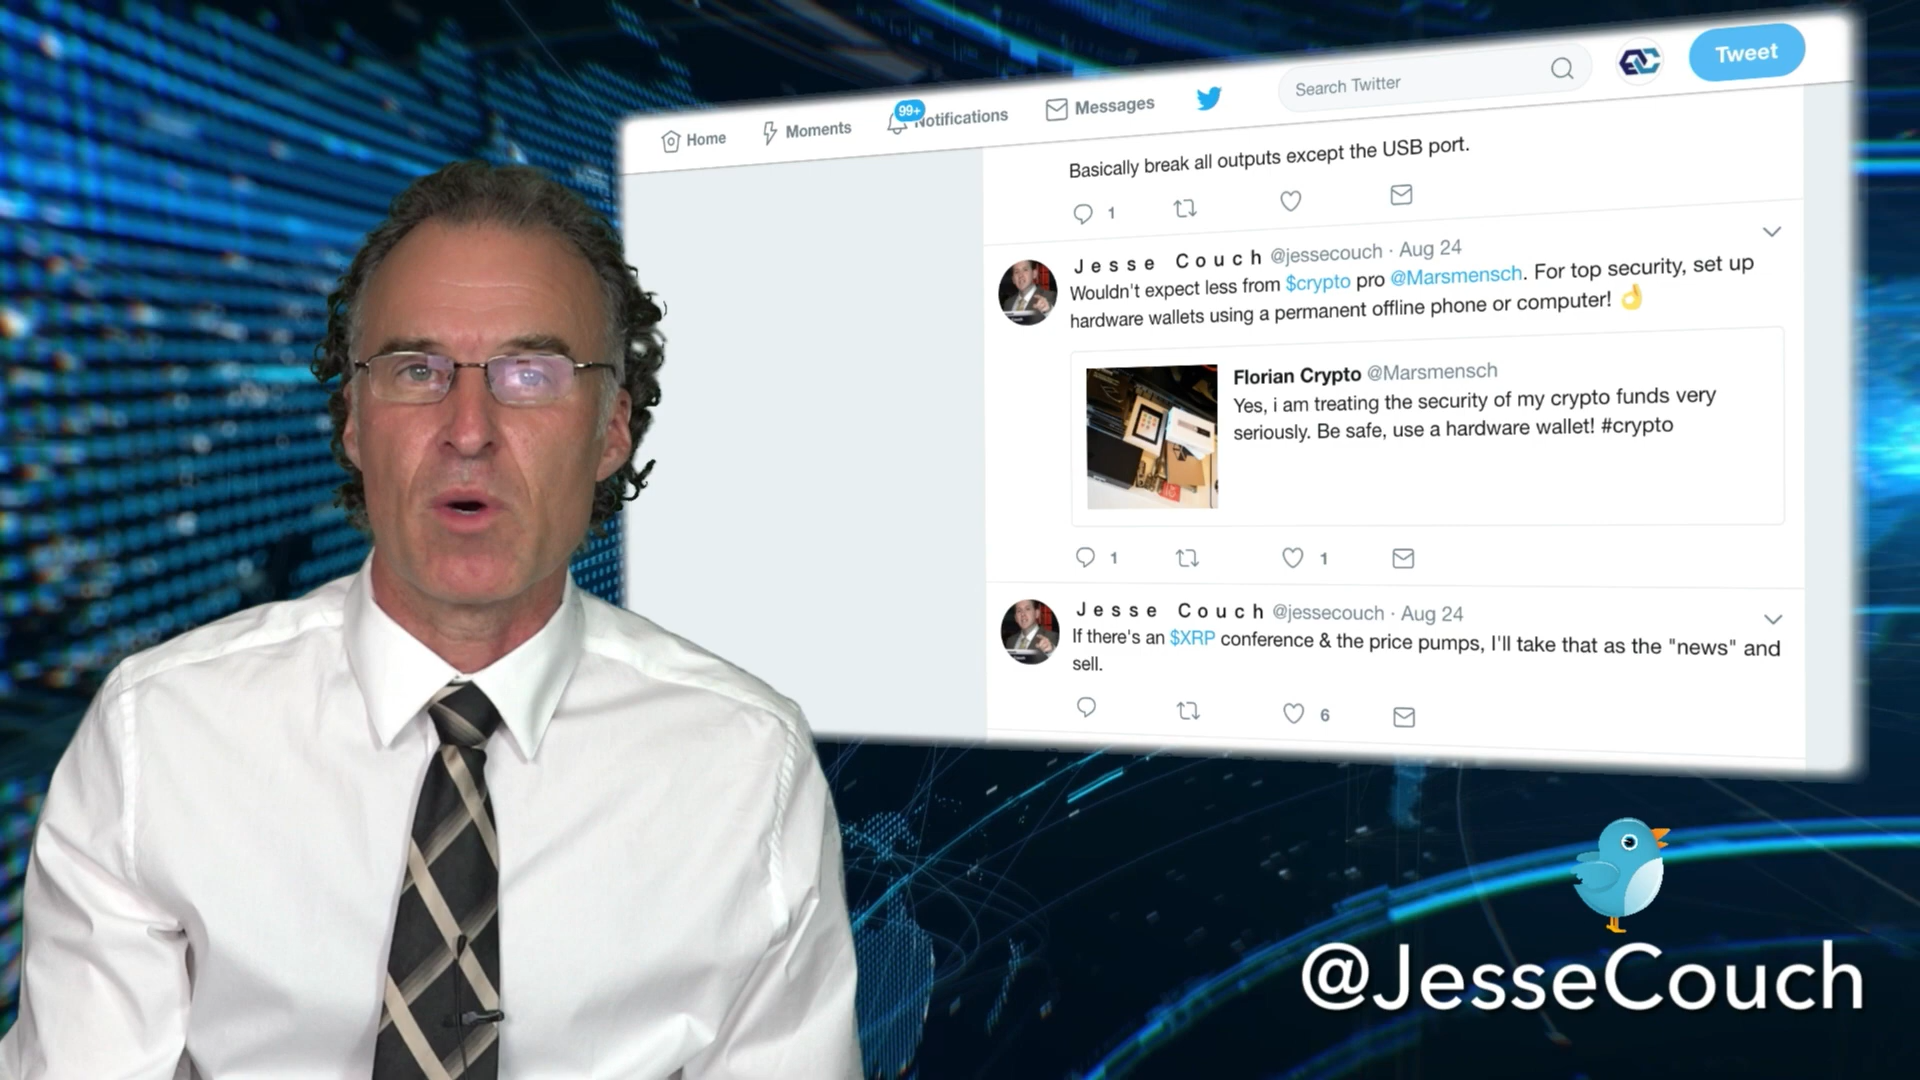 Home Moments 99+ Notifications Messages Search Twitter Tweet
Basically break all outputs except the USB port.
1
Jesse Couch @jessecouch · Aug 24
Wouldn't expect less from $crypto pro @Marsmensch. For top security, set up
hardware wallets using a permanent offline phone or computer! 👌
Florian Crypto @Marsmensch
Yes, i am treating the security of my crypto funds very
seriously. Be safe, use a hardware wallet! #crypto
1 1
Jesse Couch @jessecouch · Aug 24
If there's an $XRP conference & the price pumps, I'll take that as the "news" and
sell.
6
@JesseCouch